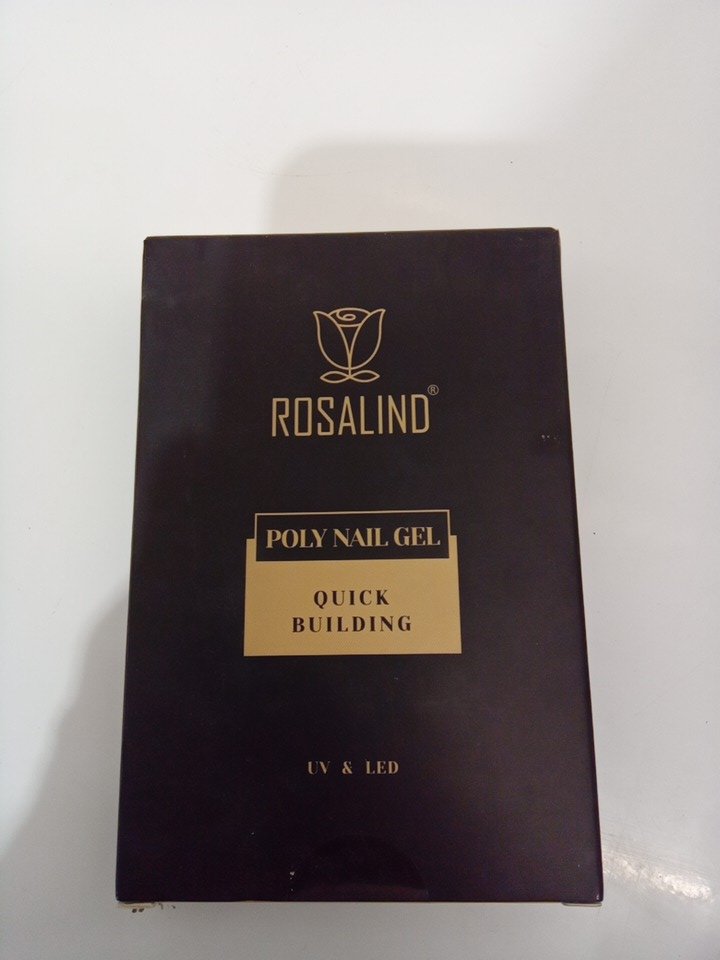 ROSALIND®
POLY NAIL GEL
QUICK
BUILDING
UV & LED